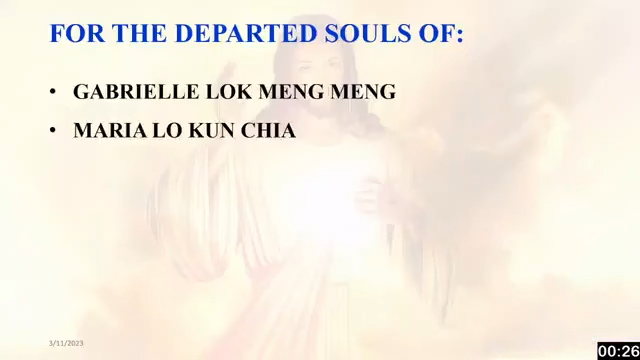 FOR THE DEPARTED SOULS OF:
• GABRIELLE LOK MENG MENG
• MARIA LO KUN CHIA
3/11/2023
00:26